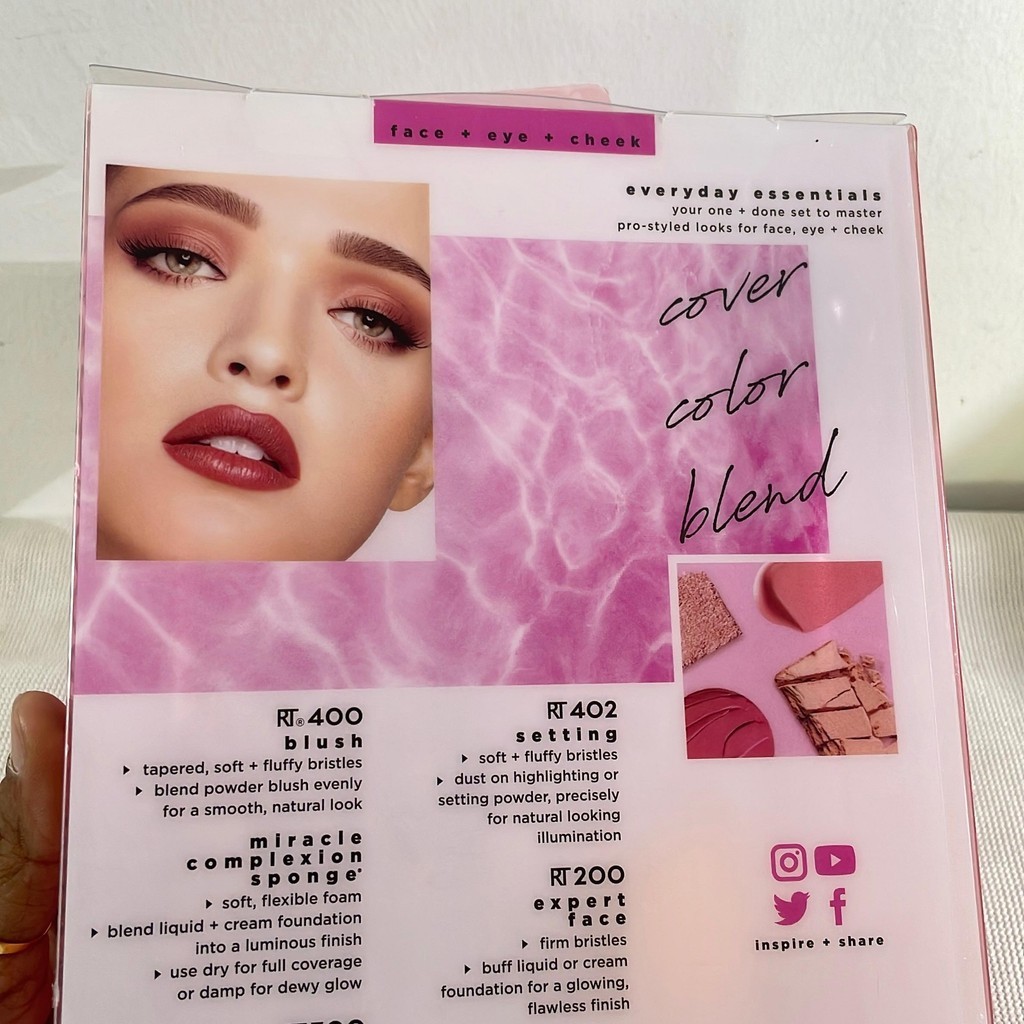 face + eye + cheek
everyday essentials
your one + done set to master
pro-styled looks for face, eye + cheek
cover
color
blend
RT® 400
blush
▸ tapered, soft + fluffy bristles
▸ blend powder blush evenly
for a smooth, natural look
miracle
complexion
sponge®
▸ soft, flexible foam
▸ blend liquid + cream foundation
into a luminous finish
▸ use dry for full coverage
or damp for dewy glow
RT 402
setting
▸ soft + fluffy bristles
▸ dust on highlighting or
setting powder, precisely
for natural looking
illumination
RT 200
expert
face
▸ firm bristles
▸ buff liquid or cream
foundation for a glowing,
flawless finish
inspire + share